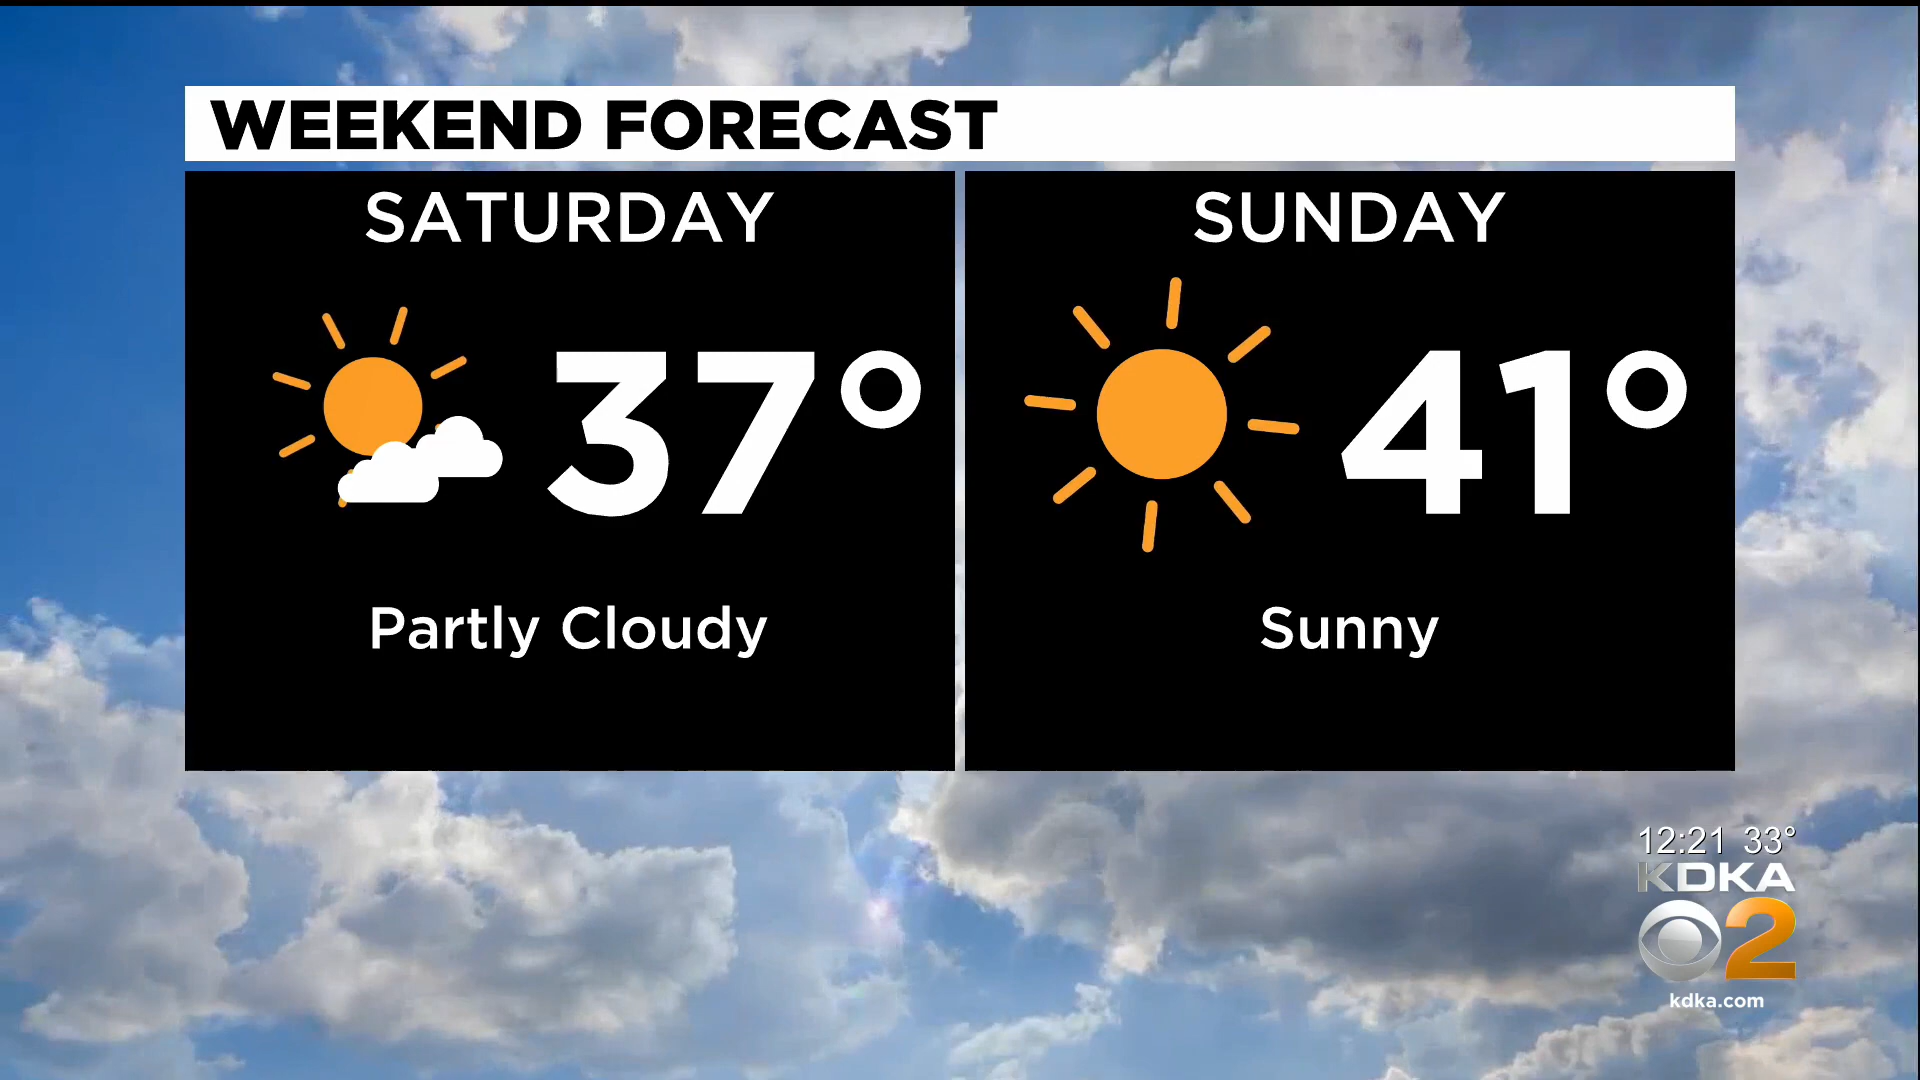 WEEKEND FORECAST
SATURDAY
37°
Partly Cloudy
SUNDAY
41°
Sunny
12:21 33°
KDKA
2
kdka.com